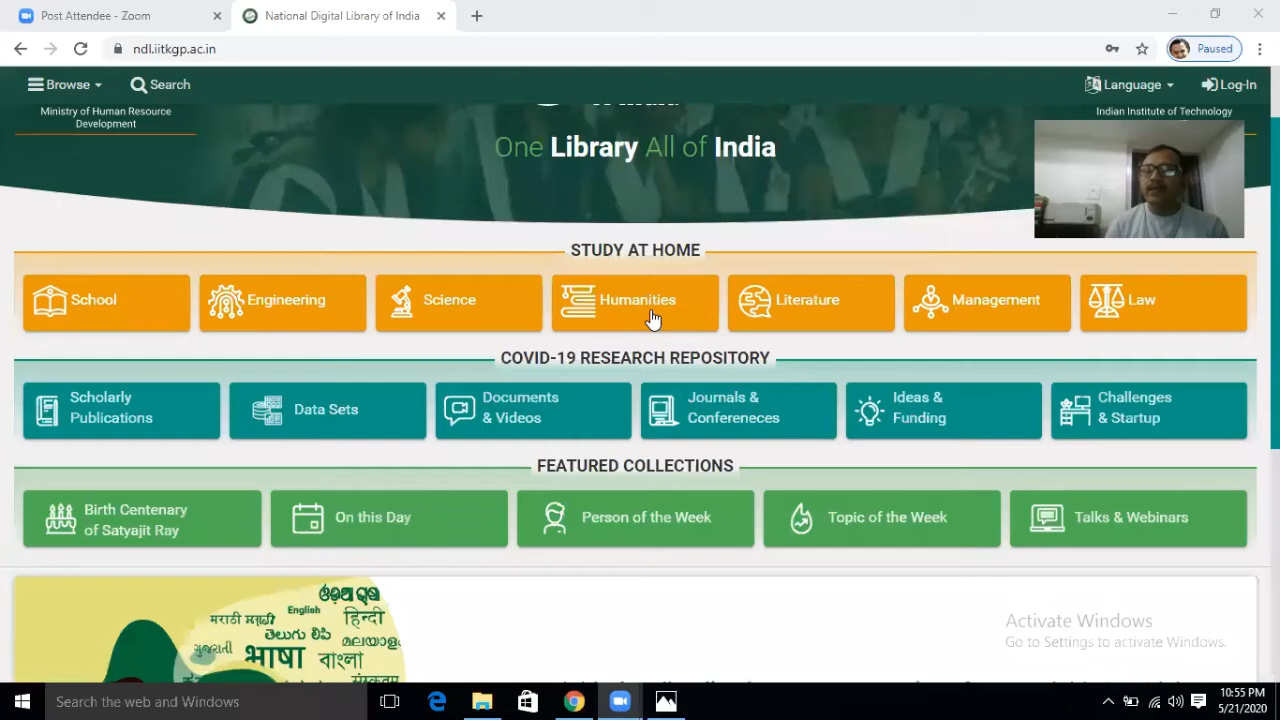 Post Attendee - Zoom
National Digital Library of India
ndl.iitkgp.ac.in
Paused
Browse
Search
Language
Log-In
Ministry of Human Resource
Development
Indian Institute of Technology
One Library All of India
STUDY AT HOME
School
Engineering
Science
Humanities
Literature
Management
Law
COVID-19 RESEARCH REPOSITORY
Scholarly
Publications
Data Sets
Documents
& Videos
Journals &
Confereneces
Ideas &
Funding
Challenges
& Startup
FEATURED COLLECTIONS
Birth Centenary
of Satyajit Ray
On this Day
Person of the Week
Topic of the Week
Talks & Webinars
English
मराठी
हिन्दी
తెలుగు లిపి
ગુજરાતી
भाषा
বাংলা
Activate Windows
Go to Settings to activate Windows.
Search the web and Windows
10:55 PM
5/21/2020